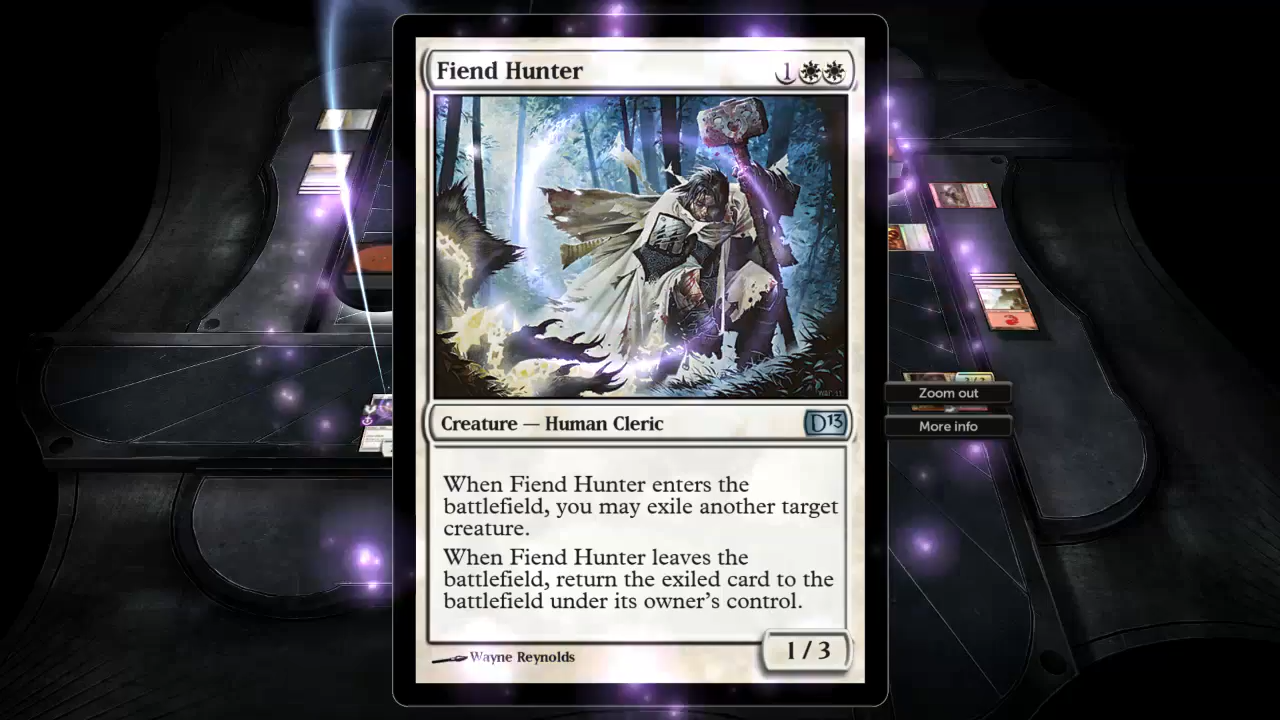 Fiend Hunter
1
Creature — Human Cleric
D13
When Fiend Hunter enters the
battlefield, you may exile another target
creature.
When Fiend Hunter leaves the
battlefield, return the exiled card to the
battlefield under its owner's control.
Wayne Reynolds
1 / 3
Zoom out
More info